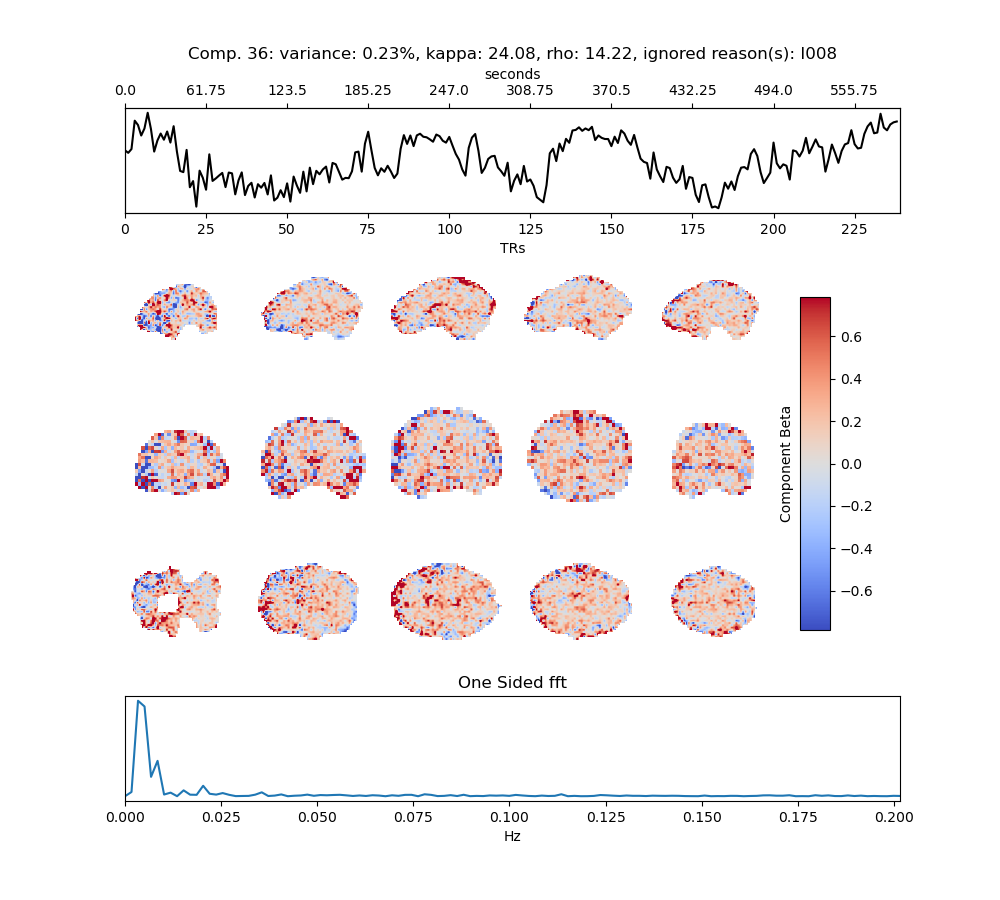 Comp. 36: variance: 0.23%, kappa: 24.08, rho: 14.22, ignored reason(s): I008
seconds
0.0 61.75 123.5 185.25 247.0 308.75 370.5 432.25 494.0 555.75
0 25 50 75 100 125 150 175 200 225
TRs
0.6
0.4
0.2
0.0
−0.2
−0.4
−0.6
Component Beta
One Sided fft
0.000 0.025 0.050 0.075 0.100 0.125 0.150 0.175 0.200
Hz